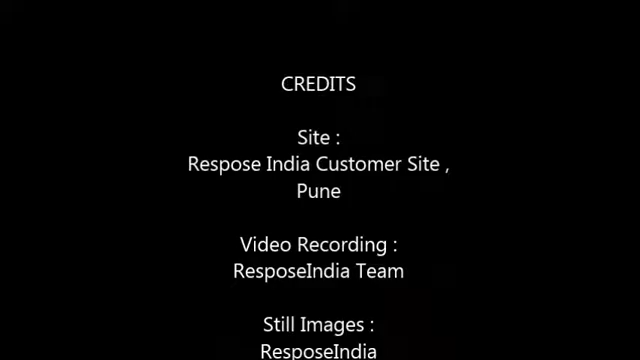 CREDITS
Site :
Respose India Customer Site ,
Pune
Video Recording :
ResposeIndia Team
Still Images :
ResposeIndia